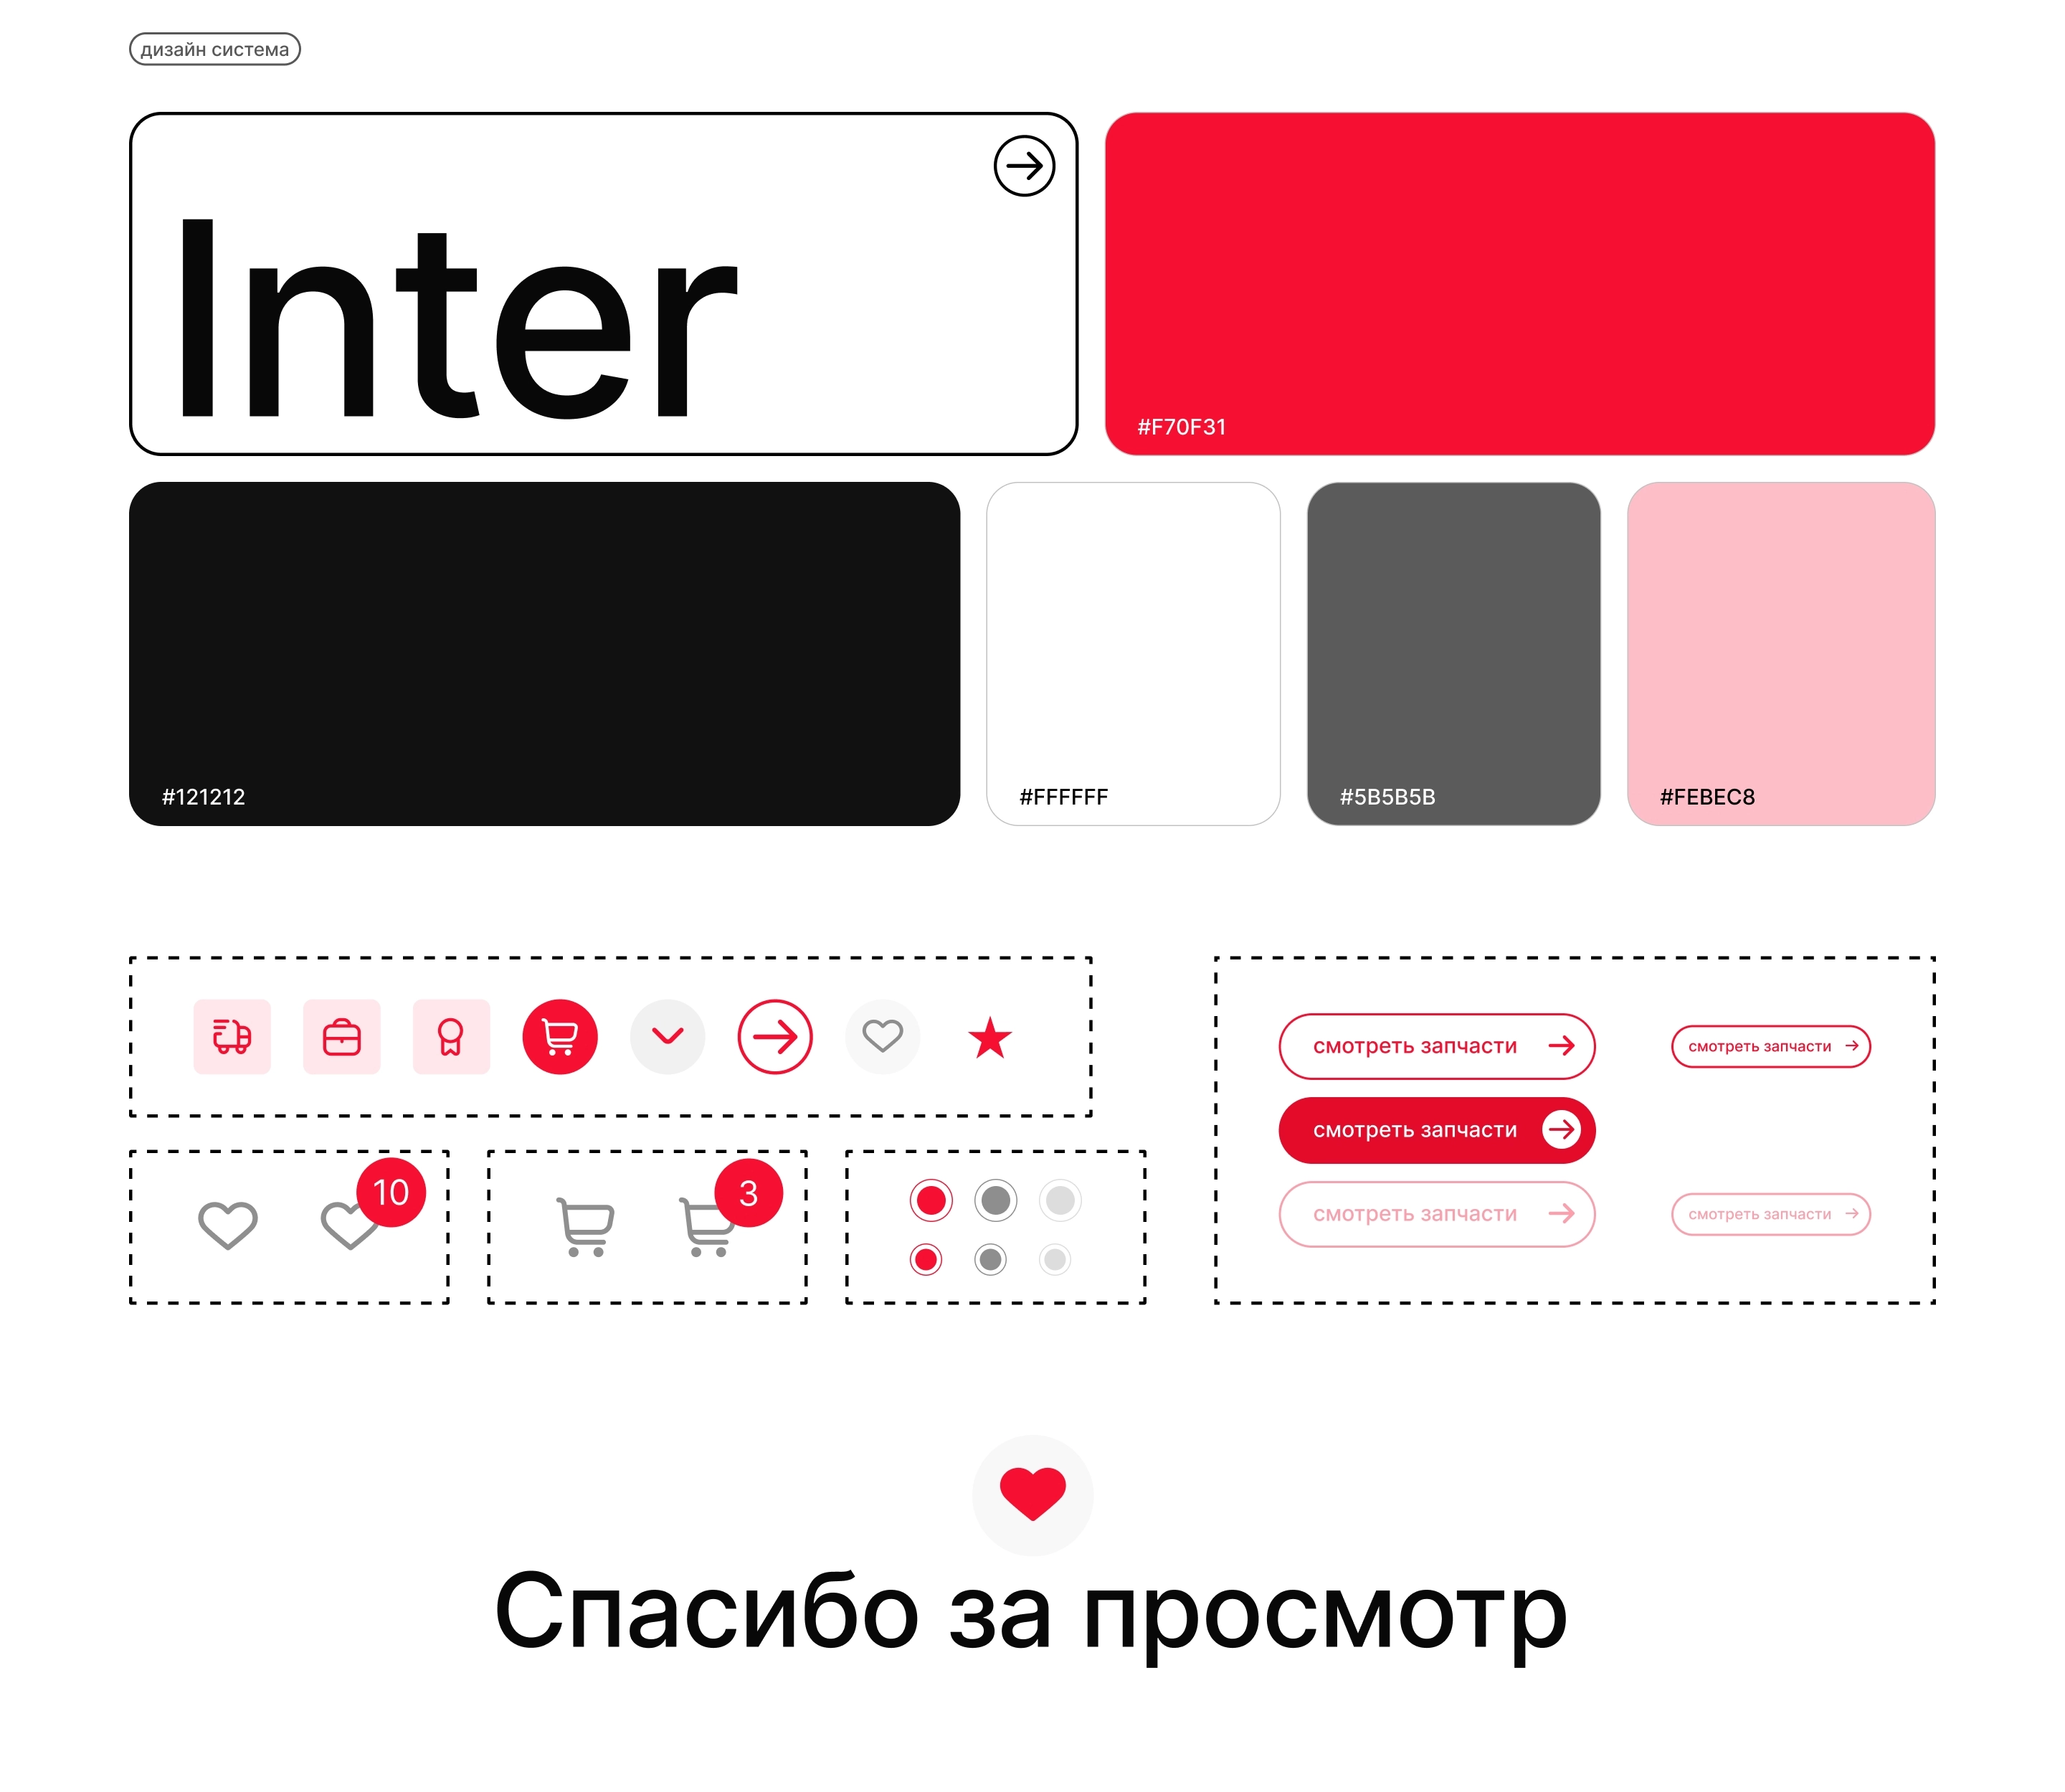 дизайн система
Inter
#F70F31
#121212
#FFFFFF
#5B5B5B
#FEBEC8
смотреть запчасти
смотреть запчасти
смотреть запчасти
10
3
смотреть запчасти
смотреть запчасти
Спасибо за просмотр